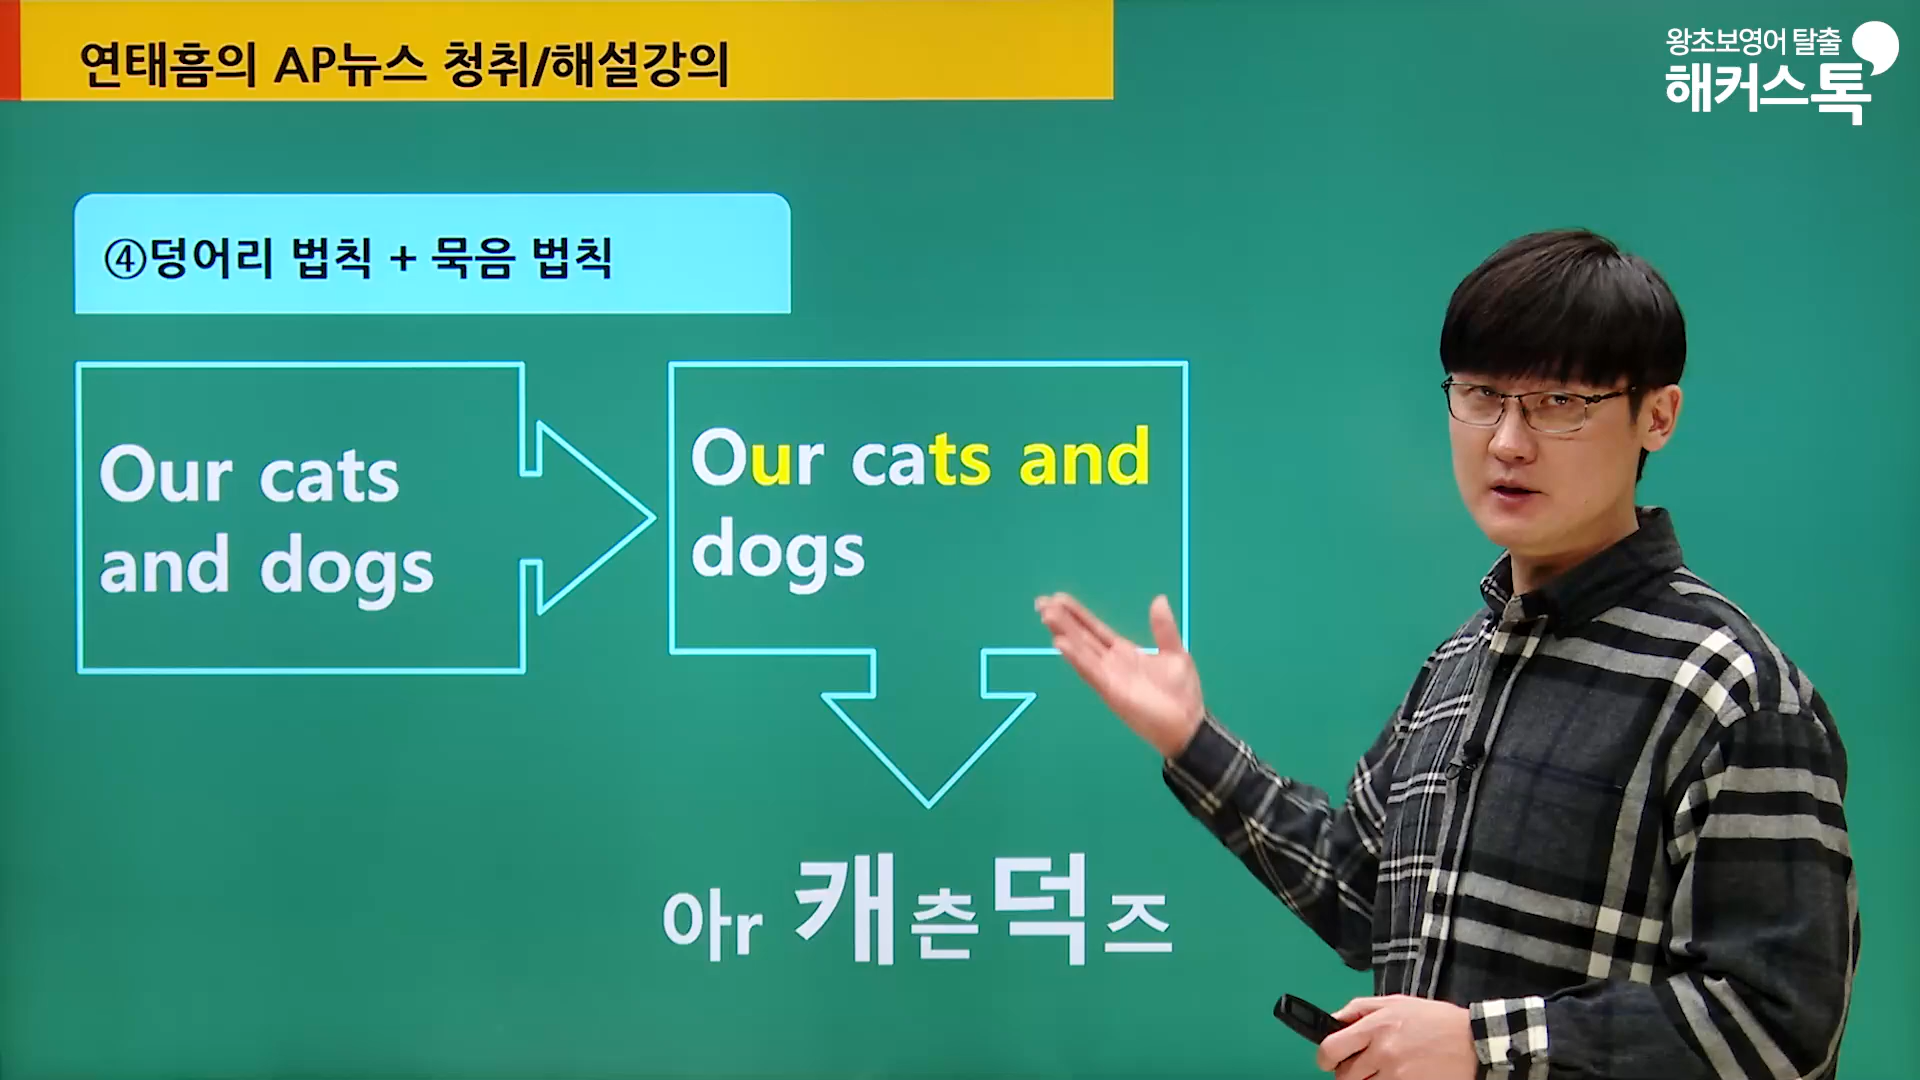 연태흠의 AP뉴스 청취/해설강의
왕초보영어 탈출
해커스톡
④덩어리 법칙 + 묵음 법칙
Our cats
and dogs
Our cats and
dogs
아r 캐츤덕즈